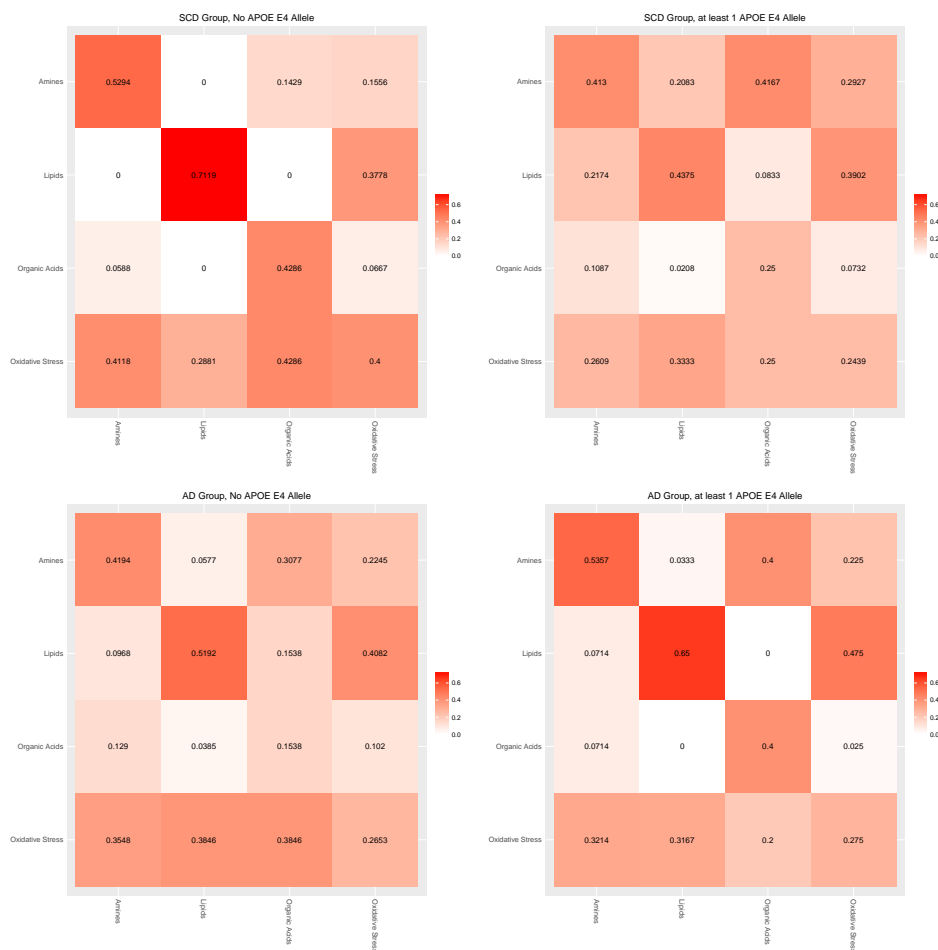 SCD Group, No APOE E4 Allele
Amines 0.5294 0 0.1429 0.1556
Lipids 0 0.7119 0 0.3778
Organic Acids 0.0588 0 0.4286 0.0667
Oxidative Stress 0.4118 0.2881 0.4286 0.4
Amines Lipids Organic Acids Oxidative Stress
0.6
0.4
0.2
0.0
SCD Group, at least 1 APOE E4 Allele
Amines 0.413 0.2083 0.4167 0.2927
Lipids 0.2174 0.4375 0.0833 0.3902
Organic Acids 0.1087 0.0208 0.25 0.0732
Oxidative Stress 0.2609 0.3333 0.25 0.2439
Amines Lipids Organic Acids Oxidative Stress
0.6
0.4
0.2
0.0
AD Group, No APOE E4 Allele
Amines 0.4194 0.0577 0.3077 0.2245
Lipids 0.0968 0.5192 0.1538 0.4082
Organic Acids 0.129 0.0385 0.1538 0.102
Oxidative Stress 0.3548 0.3846 0.3846 0.2653
Amines Lipids Organic Acids Oxidative Stress
0.6
0.4
0.2
0.0
AD Group, at least 1 APOE E4 Allele
Amines 0.5357 0.0333 0.4 0.225
Lipids 0.0714 0.65 0 0.475
Organic Acids 0.0714 0 0.4 0.025
Oxidative Stress 0.3214 0.3167 0.2 0.275
Amines Lipids Organic Acids Oxidative Stress
0.6
0.4
0.2
0.0